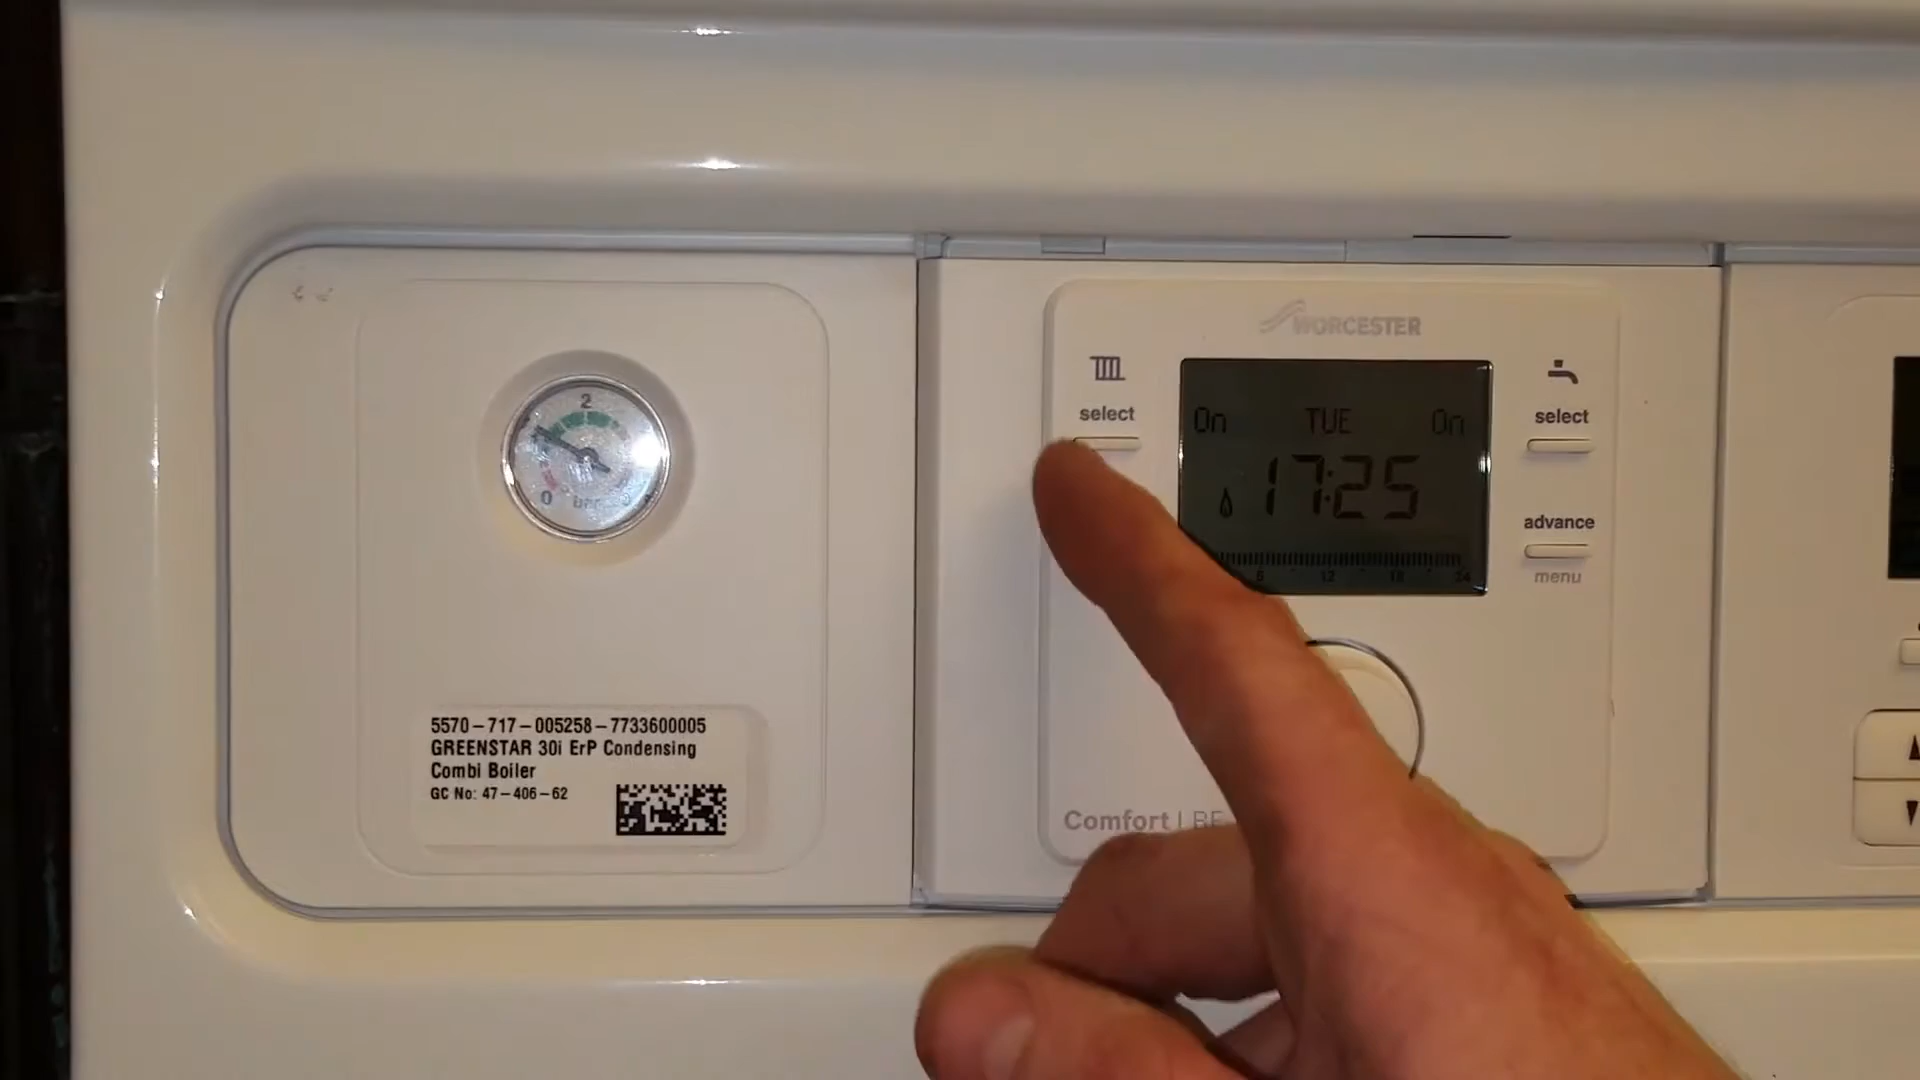 2
0 bar
5570-717-005258-7733600005
GREENSTAR 30i ErP Condensing
Combi Boiler
GC No: 47-406-62
WORCESTER
select
select
On TUE On
17:25
6 12 18 24
advance
menu
Comfort